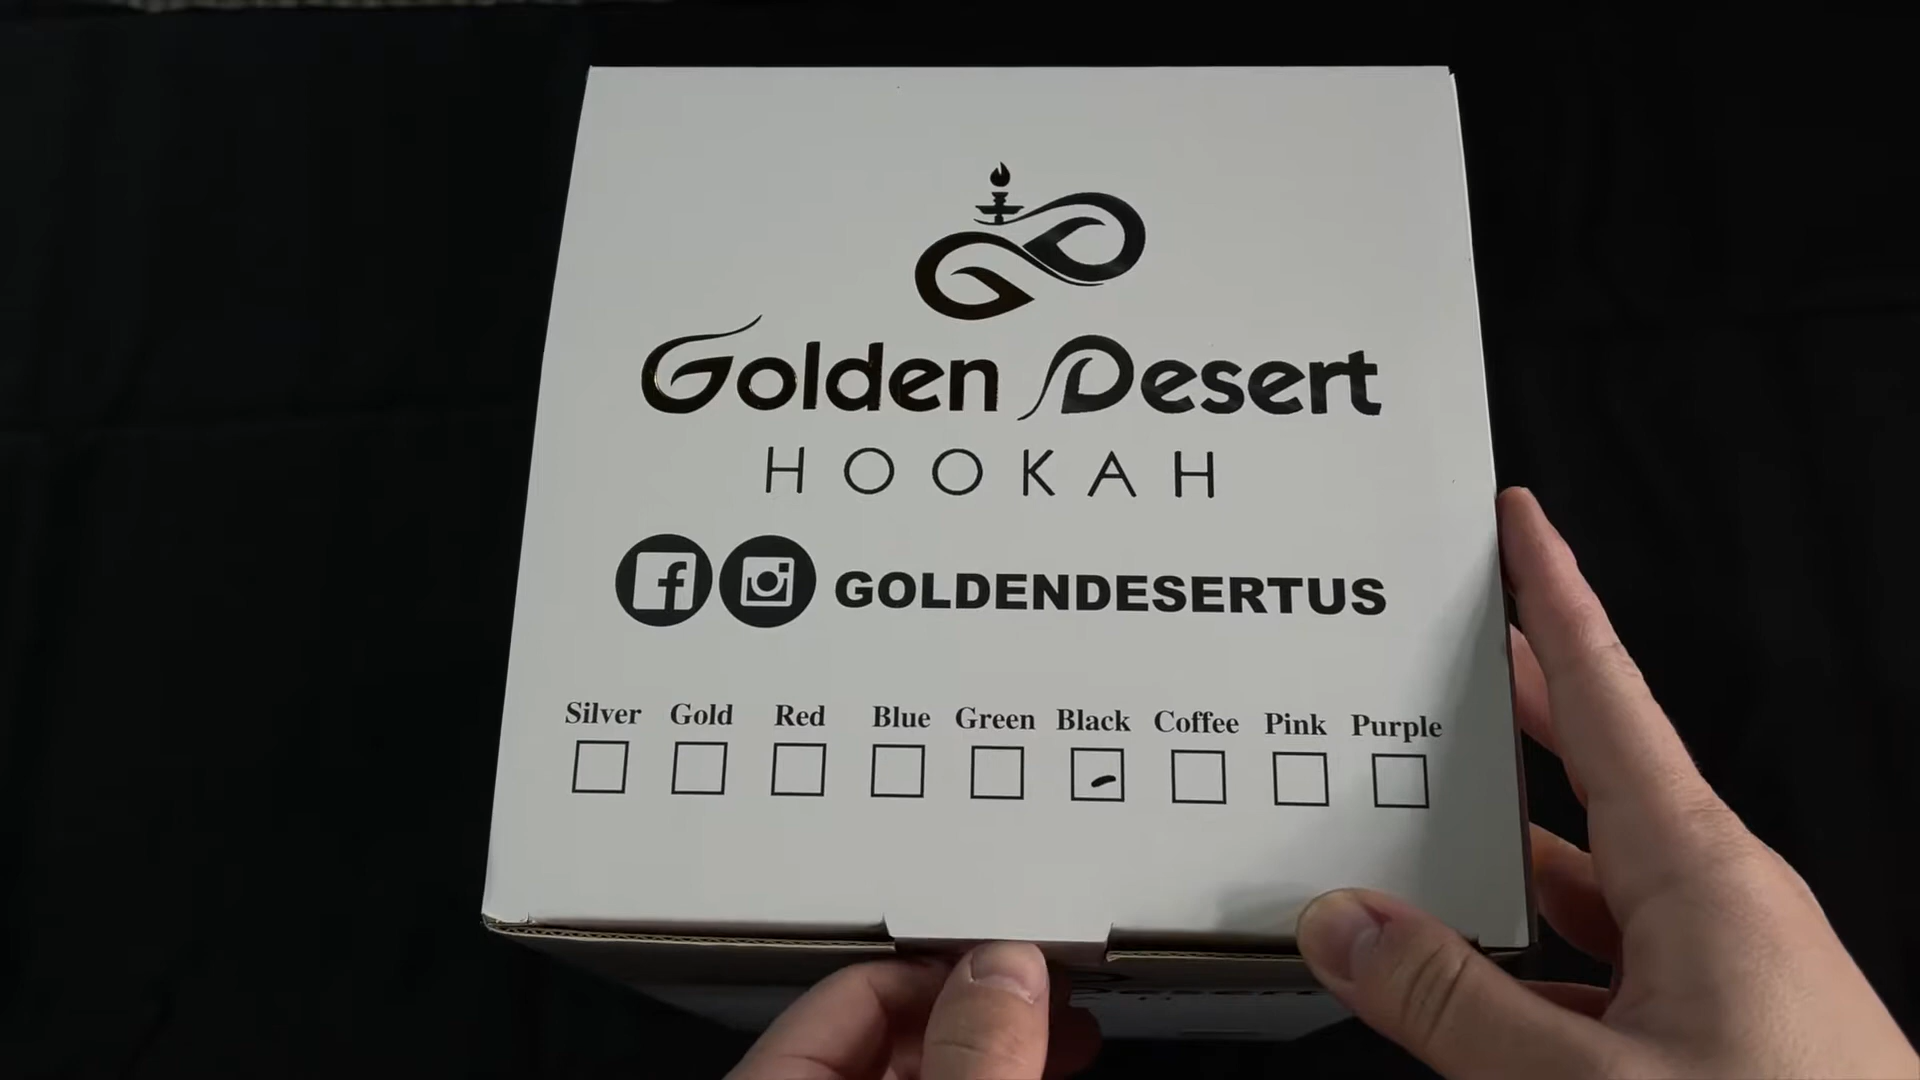 Golden Desert
HOOKAH
GOLDENDESERTUS
Silver Gold Red Blue Green Black Coffee Pink Purple